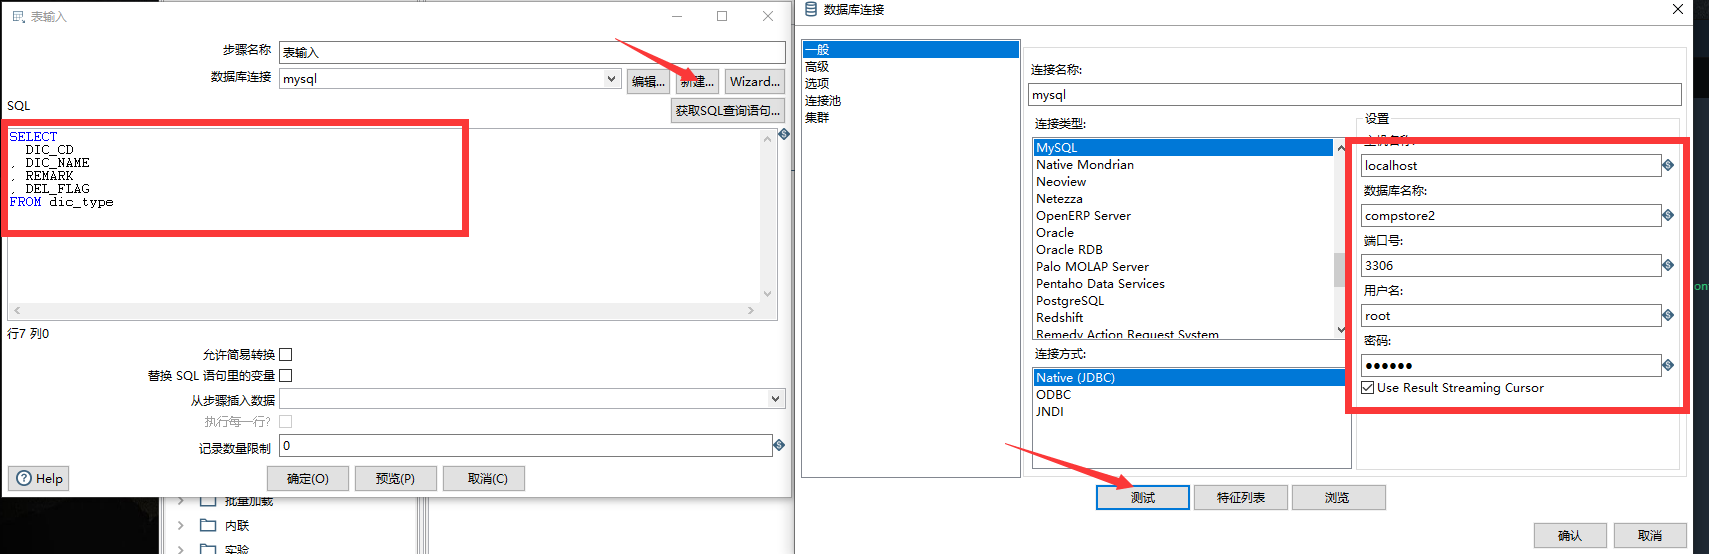 表输入
步骤名称 表输入
数据库连接 mysql
编辑... 新建... Wizard...
SQL
获取SQL查询语句...
SELECT
DIC_CD
, DIC_NAME
, REMARK
, DEL_FLAG
FROM dic_type
行7 列0
允许简易转换
替换 SQL 语句里的变量
从步骤插入数据
执行每一行?
记录数量限制 0
Help
确定(O) 预览(P) 取消(C)
批量加载
内联
实验
数据库连接
一般
高级
选项
连接池
集群
连接名称:
mysql
连接类型:
MySQL
Native Mondrian
Neoview
Netezza
OpenERP Server
Oracle
Oracle RDB
Palo MOLAP Server
Pentaho Data Services
PostgreSQL
Redshift
Remedy Action Request System
连接方式:
Native (JDBC)
ODBC
JNDI
设置
主机名称:
localhost
数据库名称:
compstore2
端口号:
3306
用户名:
root
密码:
●●●●●●
Use Result Streaming Cursor
测试 特征列表 浏览
确认 取消
on